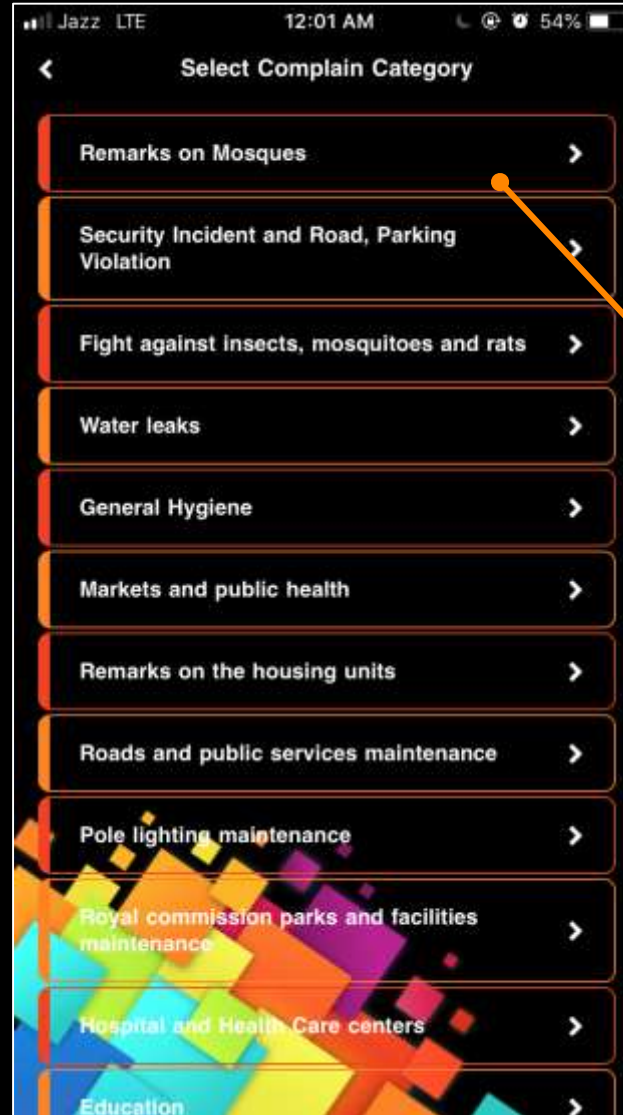 Jazz LTE 12:01 AM 54%
Select Complain Category
Remarks on Mosques
Security Incident and Road, Parking
Violation
Fight against insects, mosquitoes and rats
Water leaks
General Hygiene
Markets and public health
Remarks on the housing units
Roads and public services maintenance
Pole lighting maintenance
Royal commission parks and facilities
maintenance
Hospital and Health Care centers
Education